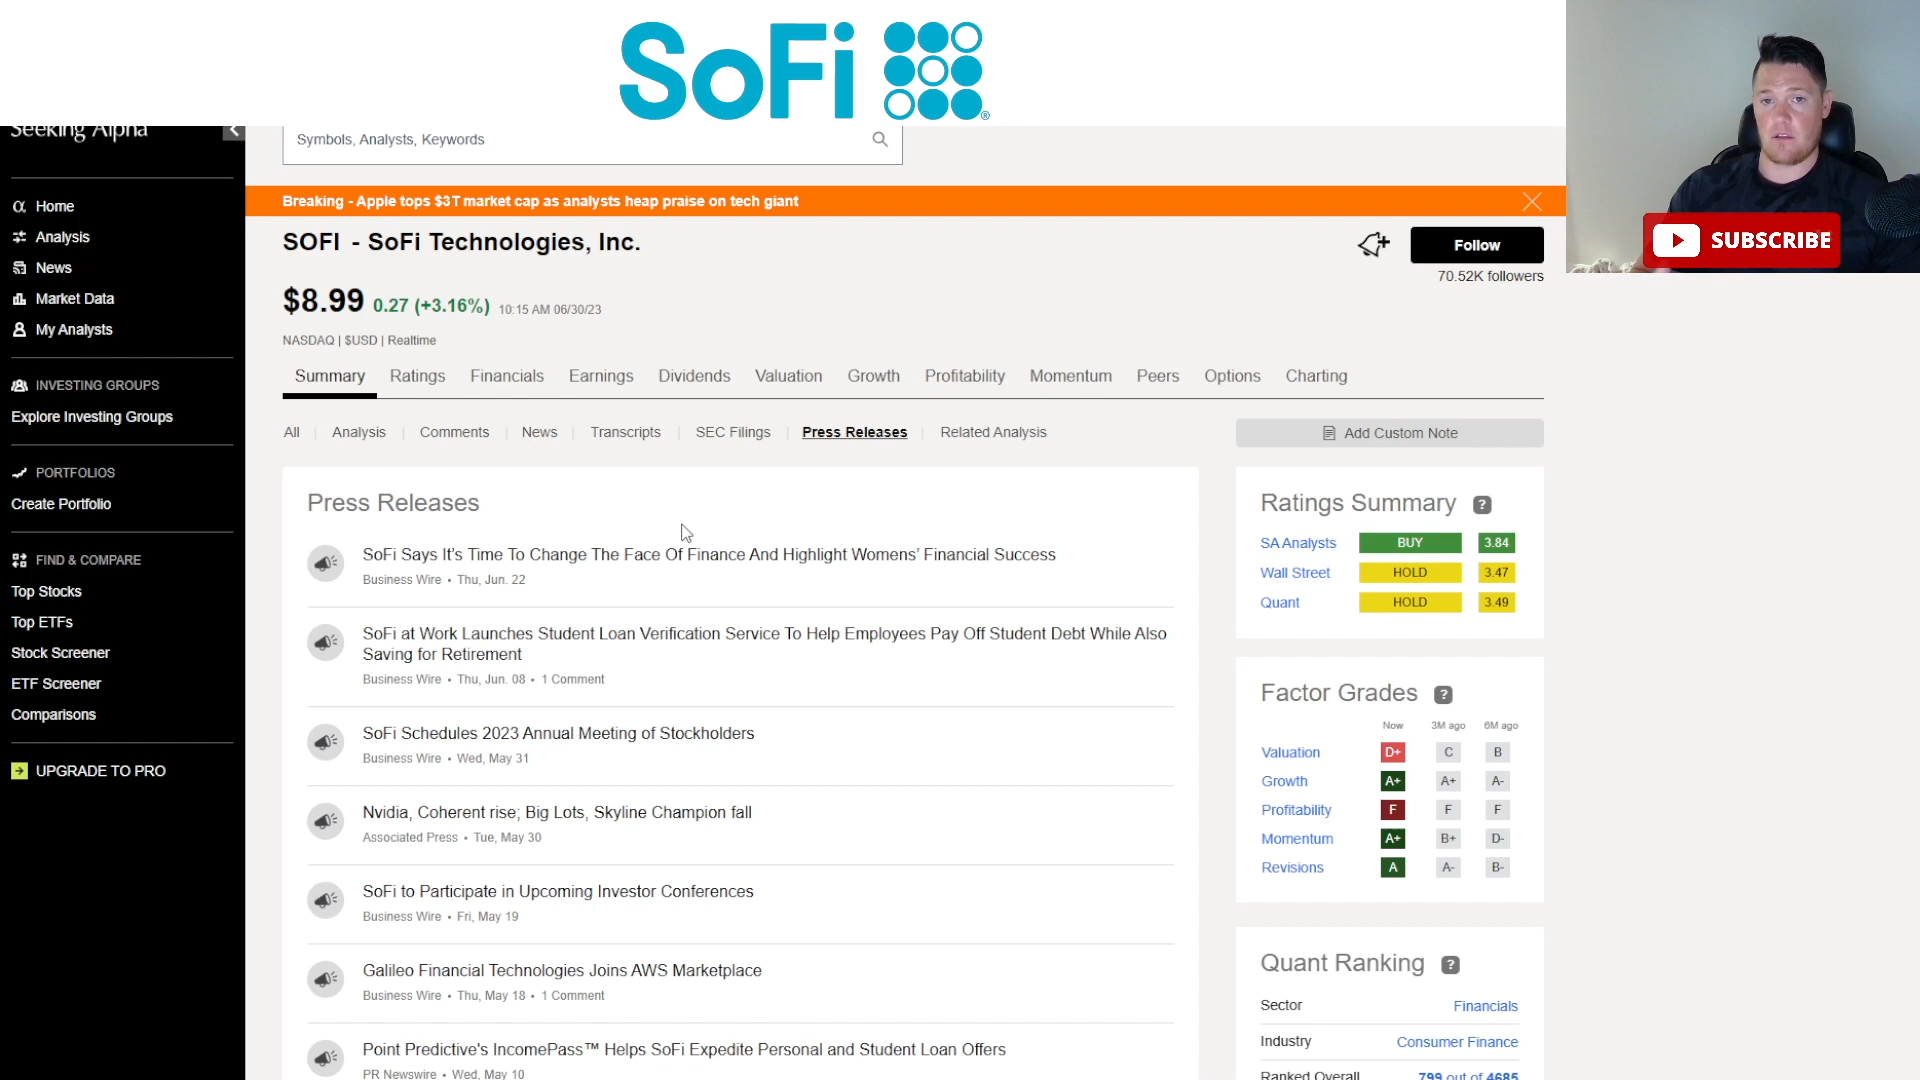 SoFi
Seeking Alpha
Symbols, Analysts, Keywords
Breaking - Apple tops $3T market cap as analysts heap praise on tech giant
SUBSCRIBE
Home
Analysis
News
Market Data
My Analysts
INVESTING GROUPS
Explore Investing Groups
PORTFOLIOS
Create Portfolio
FIND & COMPARE
Top Stocks
Top ETFs
Stock Screener
ETF Screener
Comparisons
UPGRADE TO PRO
SOFI - SoFi Technologies, Inc.
Follow
70.52K followers
$8.99 0.27 (+3.16%) 10:15 AM 06/30/23
NASDAQ | $USD | Realtime
Summary Ratings Financials Earnings Dividends Valuation Growth Profitability Momentum Peers Options Charting
All | Analysis | Comments | News | Transcripts | SEC Filings | Press Releases | Related Analysis
Add Custom Note
Press Releases
SoFi Says It’s Time To Change The Face Of Finance And Highlight Womens’ Financial Success
Business Wire • Thu, Jun. 22
SoFi at Work Launches Student Loan Verification Service To Help Employees Pay Off Student Debt While Also
Saving for Retirement
Business Wire • Thu, Jun. 08 • 1 Comment
SoFi Schedules 2023 Annual Meeting of Stockholders
Business Wire • Wed, May 31
Nvidia, Coherent rise; Big Lots, Skyline Champion fall
Associated Press • Tue, May 30
SoFi to Participate in Upcoming Investor Conferences
Business Wire • Fri, May 19
Galileo Financial Technologies Joins AWS Marketplace
Business Wire • Thu, May 18 • 1 Comment
Point Predictive's IncomePass™ Helps SoFi Expedite Personal and Student Loan Offers
PR Newswire • Wed, May 10
Ratings Summary ?
SA Analysts BUY 3.84
Wall Street HOLD 3.47
Quant HOLD 3.49
Factor Grades ?
Now 3M ago 6M ago
Valuation D+ C B
Growth A+ A+ A-
Profitability F F F
Momentum A+ B+ D-
Revisions A A- B-
Quant Ranking ?
Sector Financials
Industry Consumer Finance
Ranked Overall 799 out of 4685